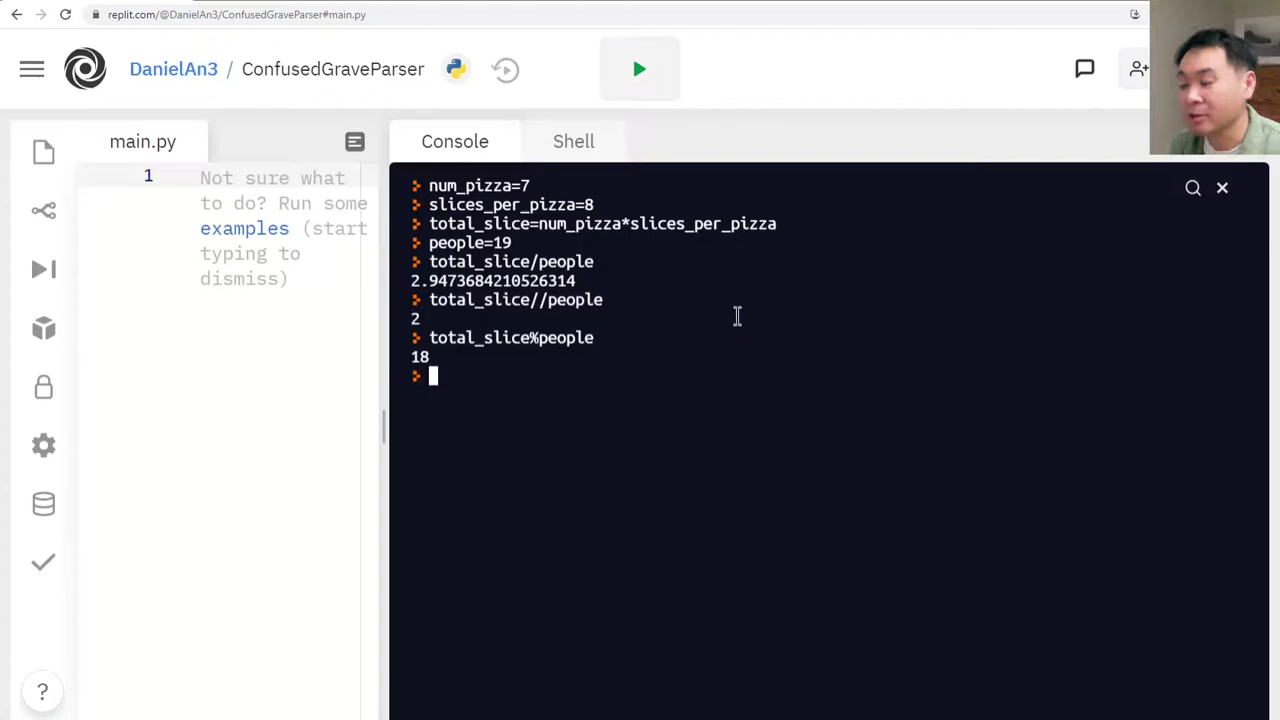 replit.com/@DanielAn3/ConfusedGraveParser#main.py
DanielAn3 / ConfusedGraveParser
main.py
Console
Shell
1
Not sure what
to do? Run some
examples (start
typing to
dismiss)
num_pizza=7
slices_per_pizza=8
total_slice=num_pizza*slices_per_pizza
people=19
total_slice/people
2.9473684210526314
total_slice//people
2
total_slice%people
18
?